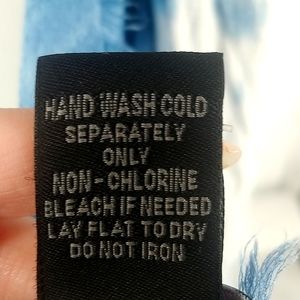 HAND WASH COLD
SEPARATELY
ONLY
NON-CHLORINE
BLEACH IF NEEDED
LAY FLAT TO DRY
DO NOT IRON